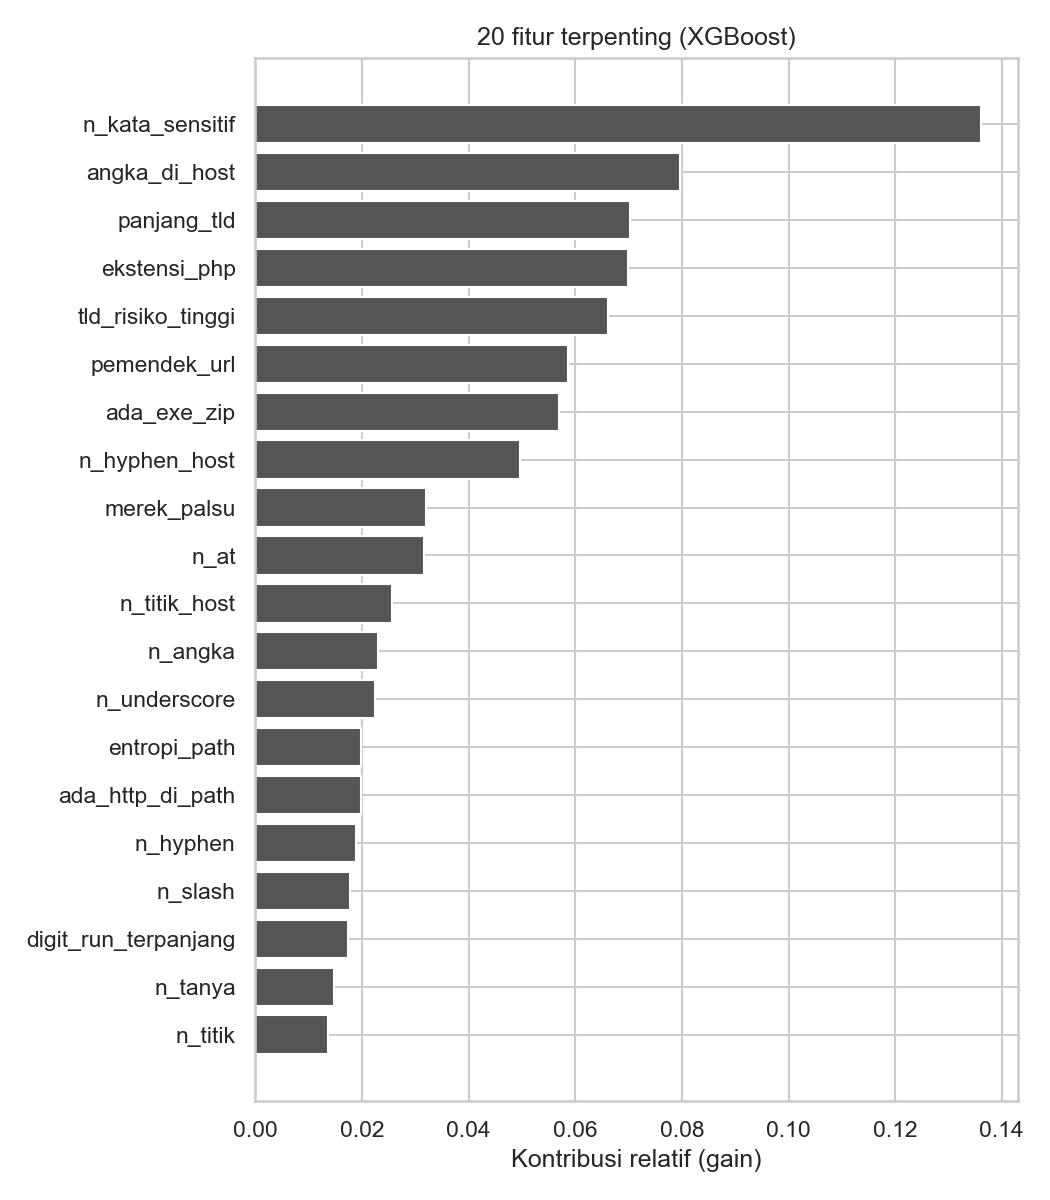 20 fitur terpenting (XGBoost)
n_kata_sensitif
angka_di_host
panjang_tld
ekstensi_php
tld_risiko_tinggi
pemendek_url
ada_exe_zip
n_hyphen_host
merek_palsu
n_at
n_titik_host
n_angka
n_underscore
entropi_path
ada_http_di_path
n_hyphen
n_slash
digit_run_terpanjang
n_tanya
n_titik
0.00 0.02 0.04 0.06 0.08 0.10 0.12 0.14
Kontribusi relatif (gain)